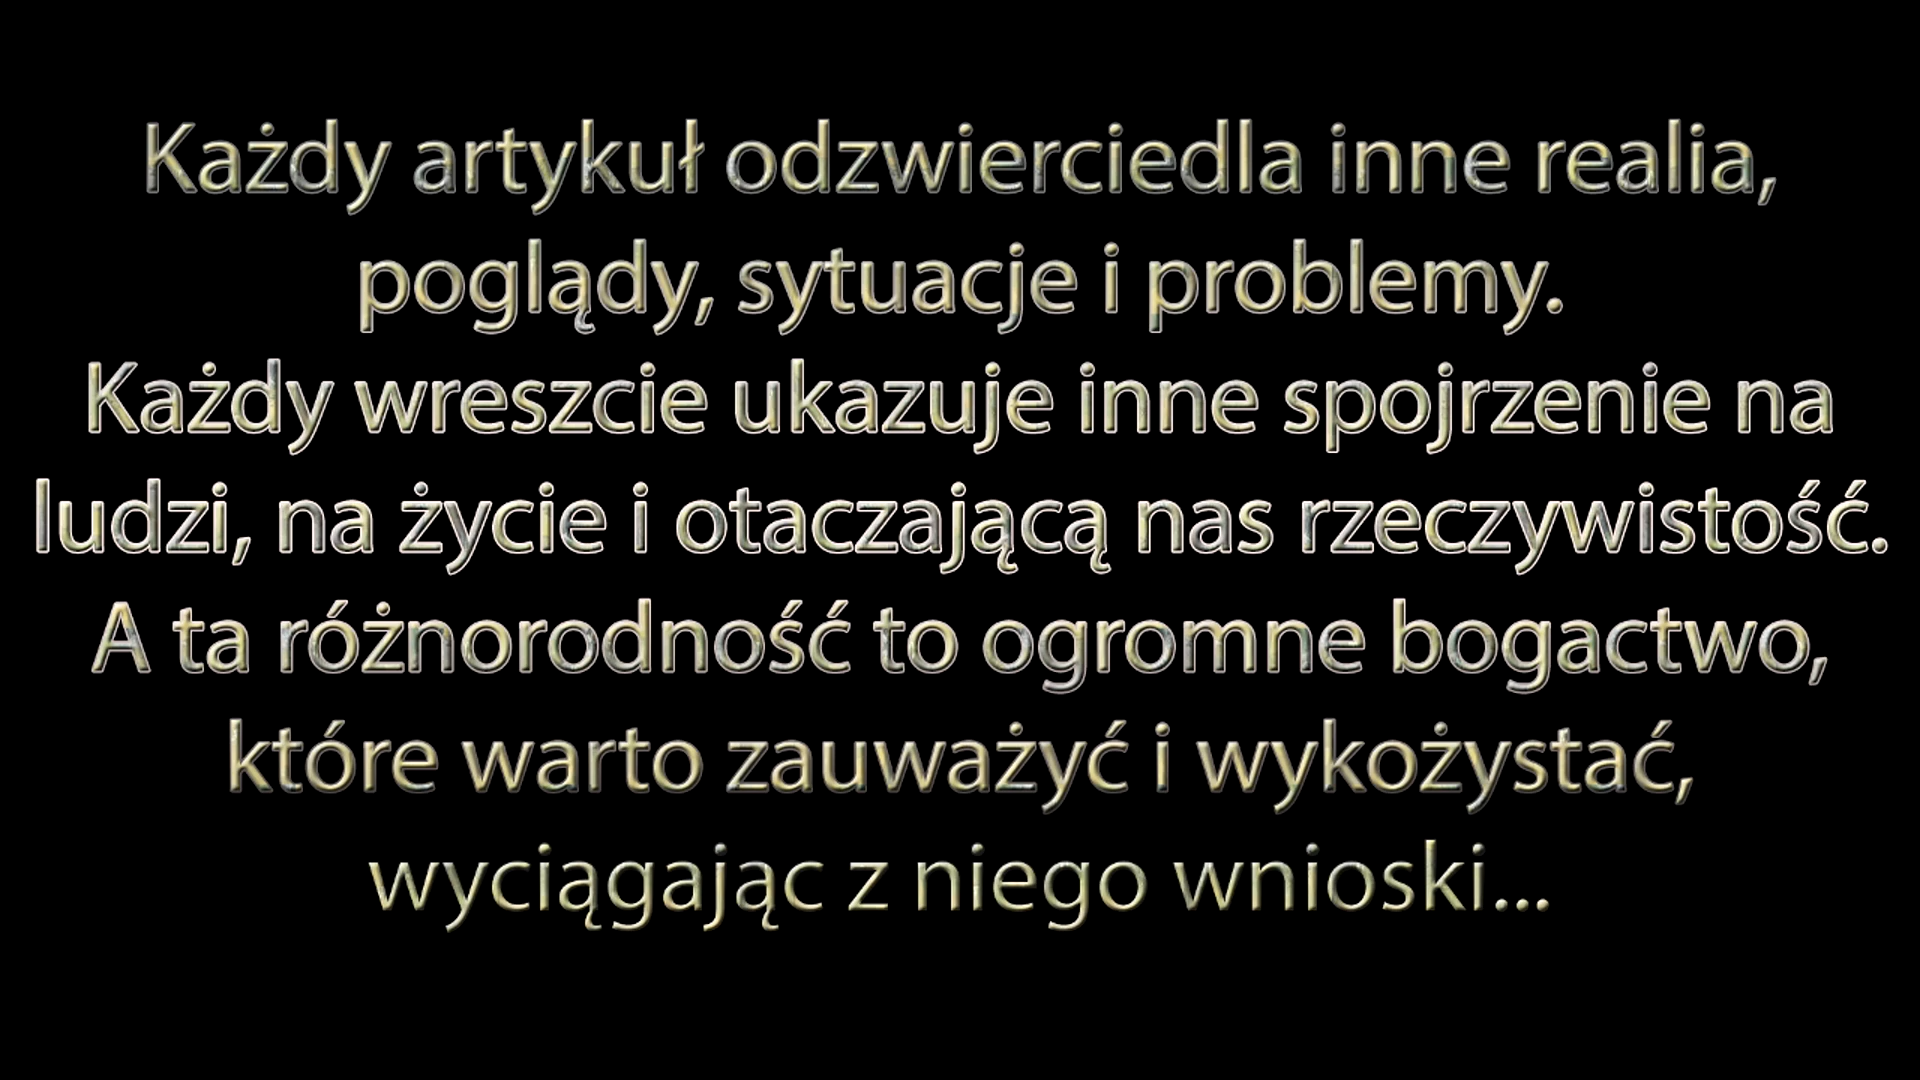 Każdy artykuł odzwierciedla inne realia,
poglądy, sytuacje i problemy.
Każdy wreszcie ukazuje inne spojrzenie na
ludzi, na życie i otaczającą nas rzeczywistość.
A ta różnorodność to ogromne bogactwo,
które warto zauważyć i wykożystać,
wyciągając z niego wnioski...